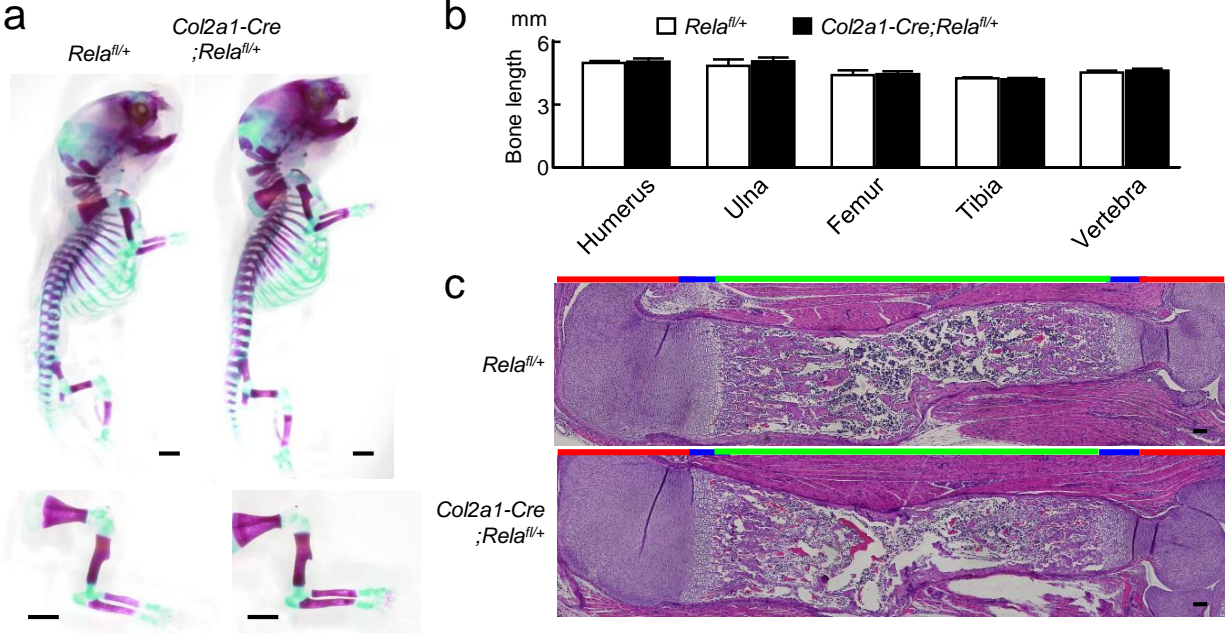 a
Rela^fl/+
Col2a1-Cre
;Rela^fl/+
b
mm
Rela^fl/+
Col2a1-Cre;Rela^fl/+
6
3
0
Bone length
Humerus
Ulna
Femur
Tibia
Vertebra
c
Rela^fl/+
Col2a1-Cre
;Rela^fl/+